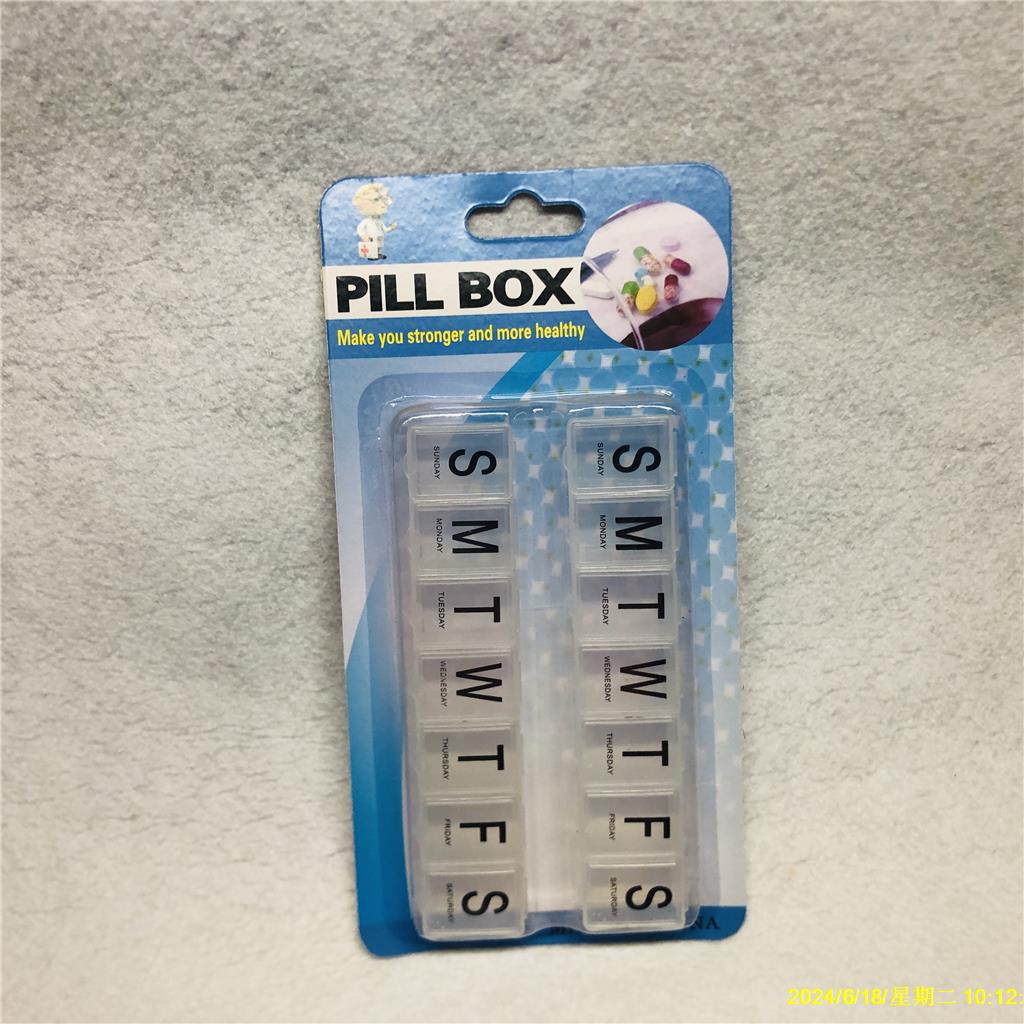 PILL BOX
Make you stronger and more healthy
S SUNDAY
M MONDAY
T TUESDAY
W WEDNESDAY
T THURSDAY
F FRIDAY
S SATURDAY
S SUNDAY
M MONDAY
T TUESDAY
W WEDNESDAY
T THURSDAY
F FRIDAY
S SATURDAY
2024/6/18/星期二 10:12: